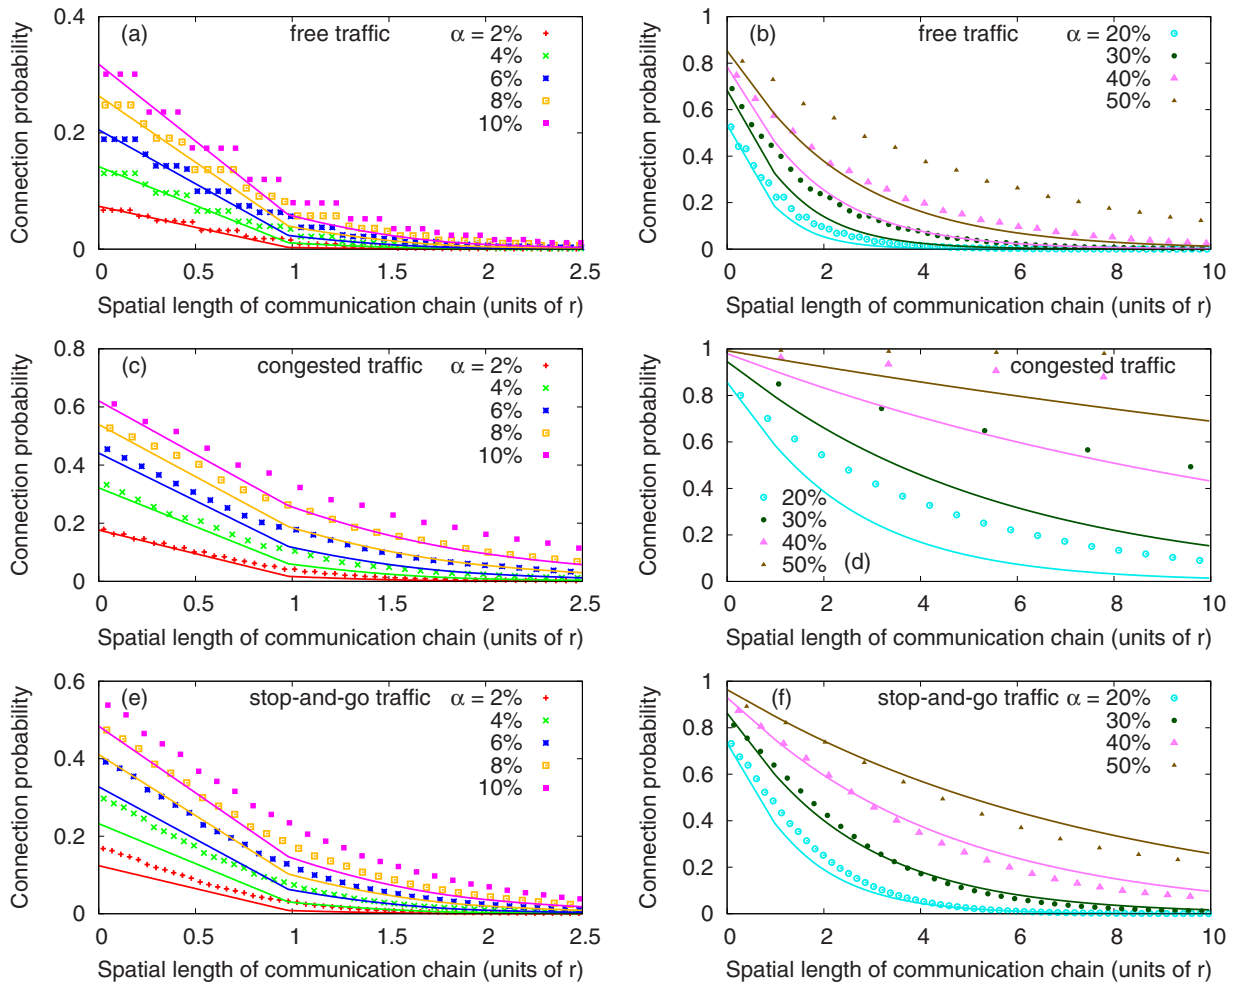 (a) free traffic α = 2%
4%
6%
8%
10%
Connection probability
0.4
0.2
0
0 0.5 1 1.5 2 2.5
Spatial length of communication chain (units of r)
(b) free traffic α = 20%
30%
40%
50%
Connection probability
1
0.8
0.6
0.4
0.2
0
0 2 4 6 8 10
Spatial length of communication chain (units of r)
(c) congested traffic α = 2%
4%
6%
8%
10%
Connection probability
0.8
0.6
0.4
0.2
0
0 0.5 1 1.5 2 2.5
Spatial length of communication chain (units of r)
congested traffic
20%
30%
40%
50% (d)
Connection probability
1
0.8
0.6
0.4
0.2
0
0 2 4 6 8 10
Spatial length of communication chain (units of r)
(e) stop-and-go traffic α = 2%
4%
6%
8%
10%
Connection probability
0.6
0.4
0.2
0
0 0.5 1 1.5 2 2.5
Spatial length of communication chain (units of r)
(f) stop-and-go traffic α = 20%
30%
40%
50%
Connection probability
1
0.8
0.6
0.4
0.2
0
0 2 4 6 8 10
Spatial length of communication chain (units of r)